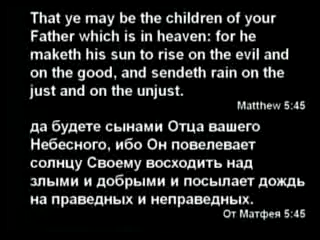 That ye may be the children of your
Father which is in heaven: for he
maketh his sun to rise on the evil and
on the good, and sendeth rain on the
just and on the unjust.
Matthew 5:45
да будете сынами Отца вашего
Небесного, ибо Он повелевает
солнцу Своему восходить над
злыми и добрыми и посылает дождь
на праведных и неправедных.
От Матфея 5:45